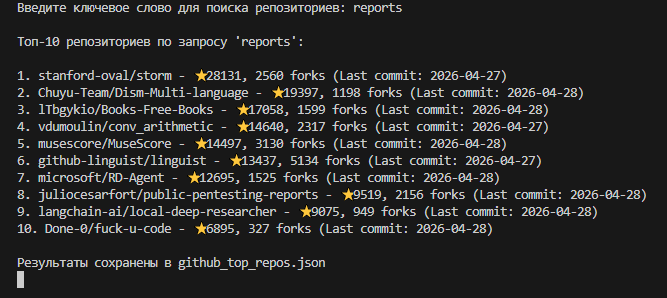 Введите ключевое слово для поиска репозиториев: reports
Топ-10 репозиториев по запросу 'reports':
1. stanford-oval/storm - ⭐28131, 2560 forks (Last commit: 2026-04-27)
2. Chuyu-Team/Dism-Multi-language - ⭐19397, 1198 forks (Last commit: 2026-04-28)
3. lTbgykio/Books-Free-Books - ⭐17058, 1599 forks (Last commit: 2026-04-28)
4. vdumoulin/conv_arithmetic - ⭐14640, 2317 forks (Last commit: 2026-04-27)
5. musescore/MuseScore - ⭐14497, 3130 forks (Last commit: 2026-04-28)
6. github-linguist/linguist - ⭐13437, 5134 forks (Last commit: 2026-04-27)
7. microsoft/RD-Agent - ⭐12695, 1525 forks (Last commit: 2026-04-28)
8. juliocesarfort/public-pentesting-reports - ⭐9519, 2156 forks (Last commit: 2026-04-28)
9. langchain-ai/local-deep-researcher - ⭐9075, 949 forks (Last commit: 2026-04-28)
10. Done-0/fuck-u-code - ⭐6895, 327 forks (Last commit: 2026-04-28)
Результаты сохранены в github_top_repos.json